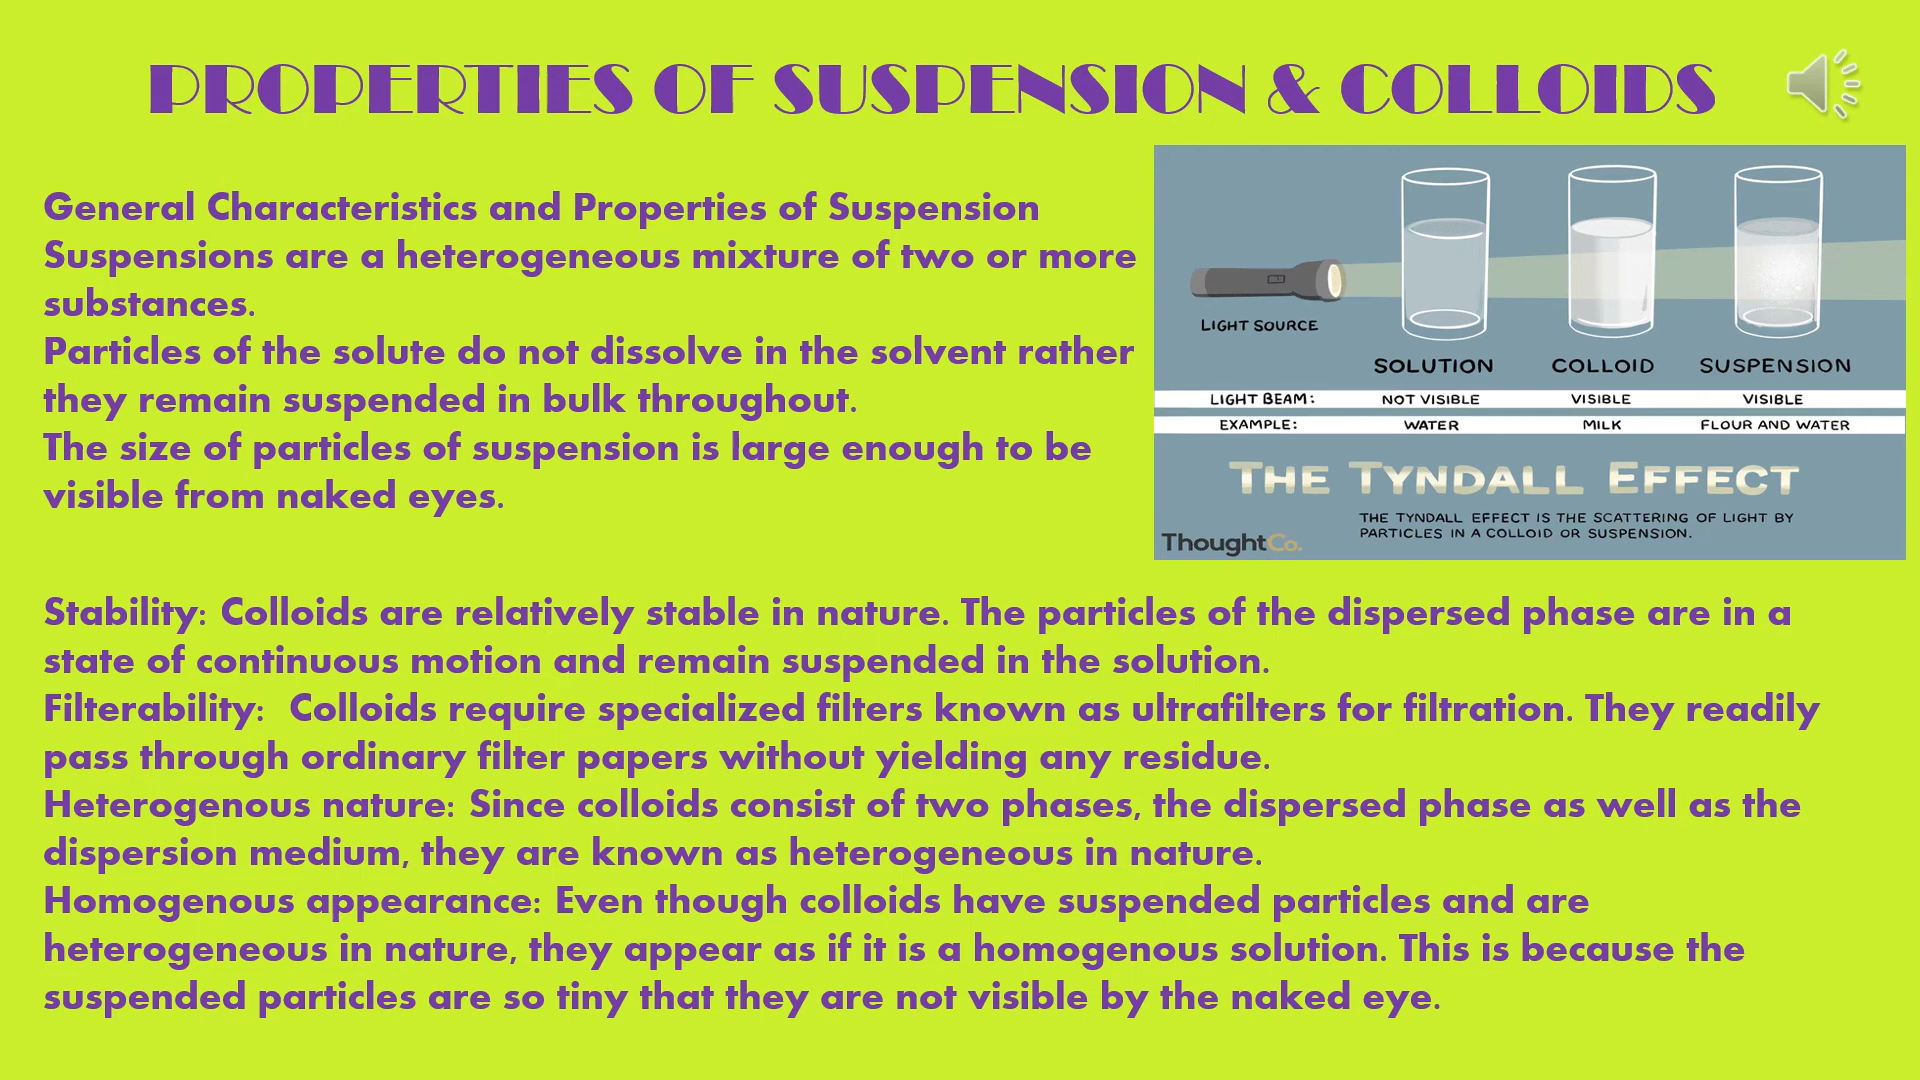 PROPERTIES OF SUSPENSION & COLLOIDS
General Characteristics and Properties of Suspension
Suspensions are a heterogeneous mixture of two or more
substances.
Particles of the solute do not dissolve in the solvent rather
they remain suspended in bulk throughout.
The size of particles of suspension is large enough to be
visible from naked eyes.
LIGHT SOURCE
SOLUTION COLLOID SUSPENSION
LIGHT BEAM: NOT VISIBLE VISIBLE VISIBLE
EXAMPLE: WATER MILK FLOUR AND WATER
THE TYNDALL EFFECT
THE TYNDALL EFFECT IS THE SCATTERING OF LIGHT BY
PARTICLES IN A COLLOID OR SUSPENSION.
ThoughtCo.
Stability: Colloids are relatively stable in nature. The particles of the dispersed phase are in a
state of continuous motion and remain suspended in the solution.
Filterability: Colloids require specialized filters known as ultrafilters for filtration. They readily
pass through ordinary filter papers without yielding any residue.
Heterogenous nature: Since colloids consist of two phases, the dispersed phase as well as the
dispersion medium, they are known as heterogeneous in nature.
Homogenous appearance: Even though colloids have suspended particles and are
heterogeneous in nature, they appear as if it is a homogenous solution. This is because the
suspended particles are so tiny that they are not visible by the naked eye.